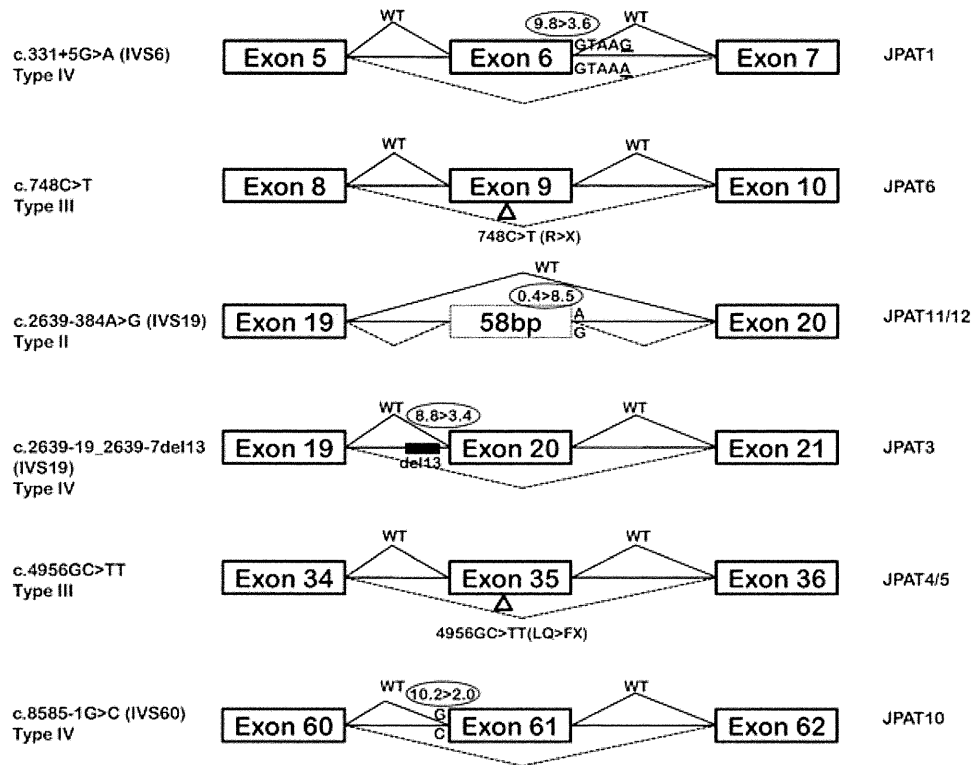 WT
9.8>3.6
WT
c.331+5G>A (IVS6)
Type IV
Exon 5
Exon 6
GTAAG
GTAAA
Exon 7
JPAT1
WT
WT
c.748C>T
Type III
Exon 8
Exon 9
Exon 10
JPAT6
748C>T (R>X)
WT
0.4>8.5
c.2639-384A>G (IVS19)
Type II
Exon 19
58bp
A
G
Exon 20
JPAT11/12
WT
8.8>3.4
WT
c.2639-19_2639-7del13
(IVS19)
Type IV
Exon 19
del13
Exon 20
Exon 21
JPAT3
WT
WT
c.4956GC>TT
Type III
Exon 34
Exon 35
Exon 36
JPAT4/5
4956GC>TT(LQ>FX)
WT
10.2>2.0
WT
c.8585-1G>C (IVS60)
Type IV
Exon 60
G
C
Exon 61
Exon 62
JPAT10